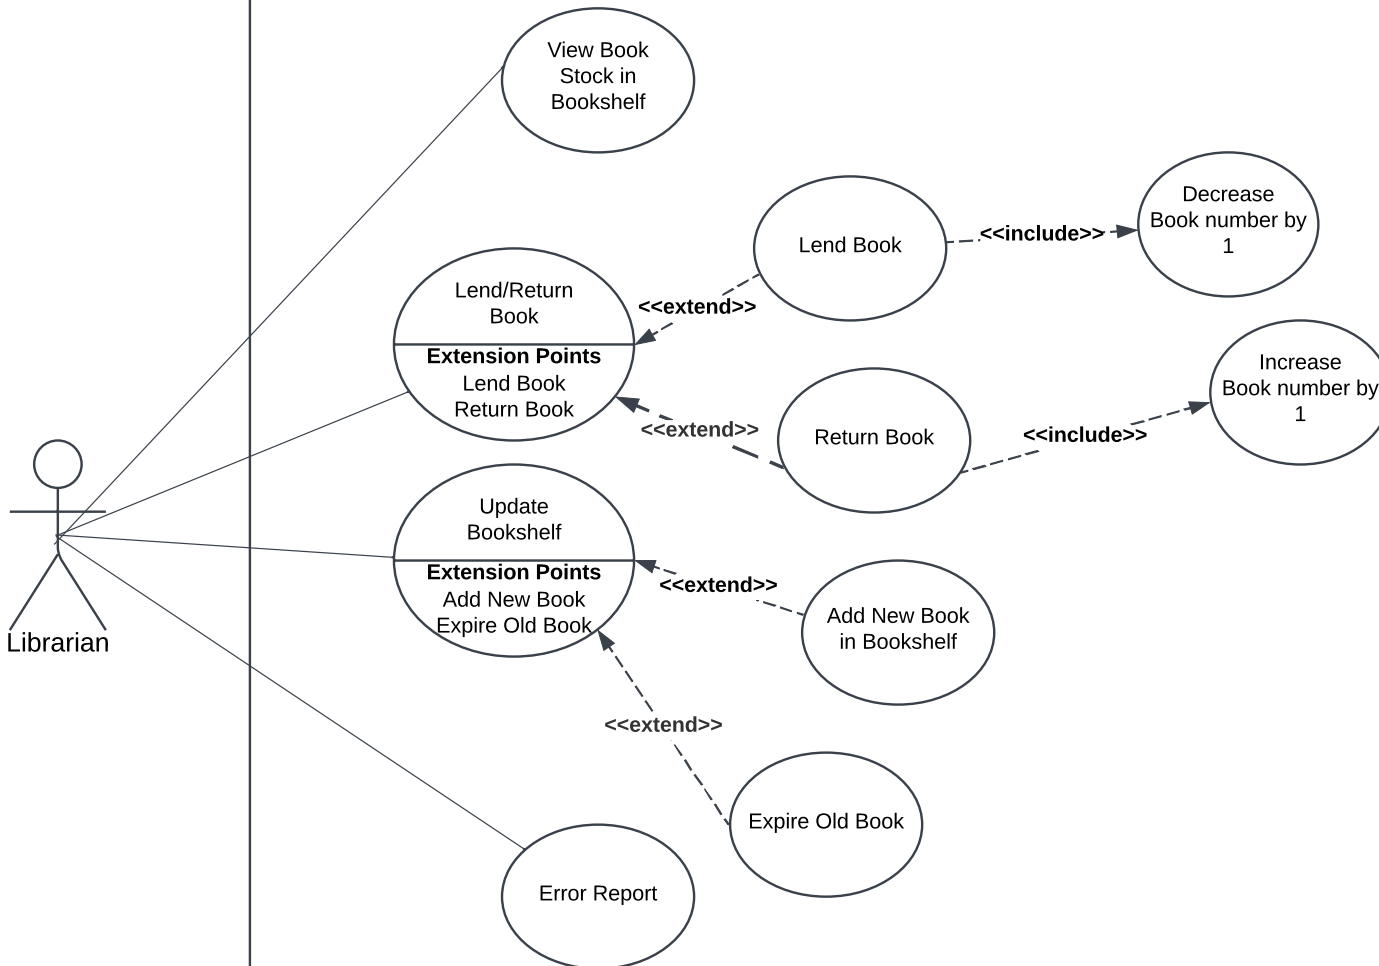 View Book
Stock in
Bookshelf
Decrease
Book number by
1
Lend Book
<<include>>
Lend/Return
Book
<<extend>>
Extension Points
Lend Book
Return Book
Increase
Book number by
1
Return Book
<<extend>>
<<include>>
Update
Bookshelf
Extension Points
Add New Book
Expire Old Book
<<extend>>
Add New Book
in Bookshelf
Librarian
<<extend>>
Expire Old Book
Error Report